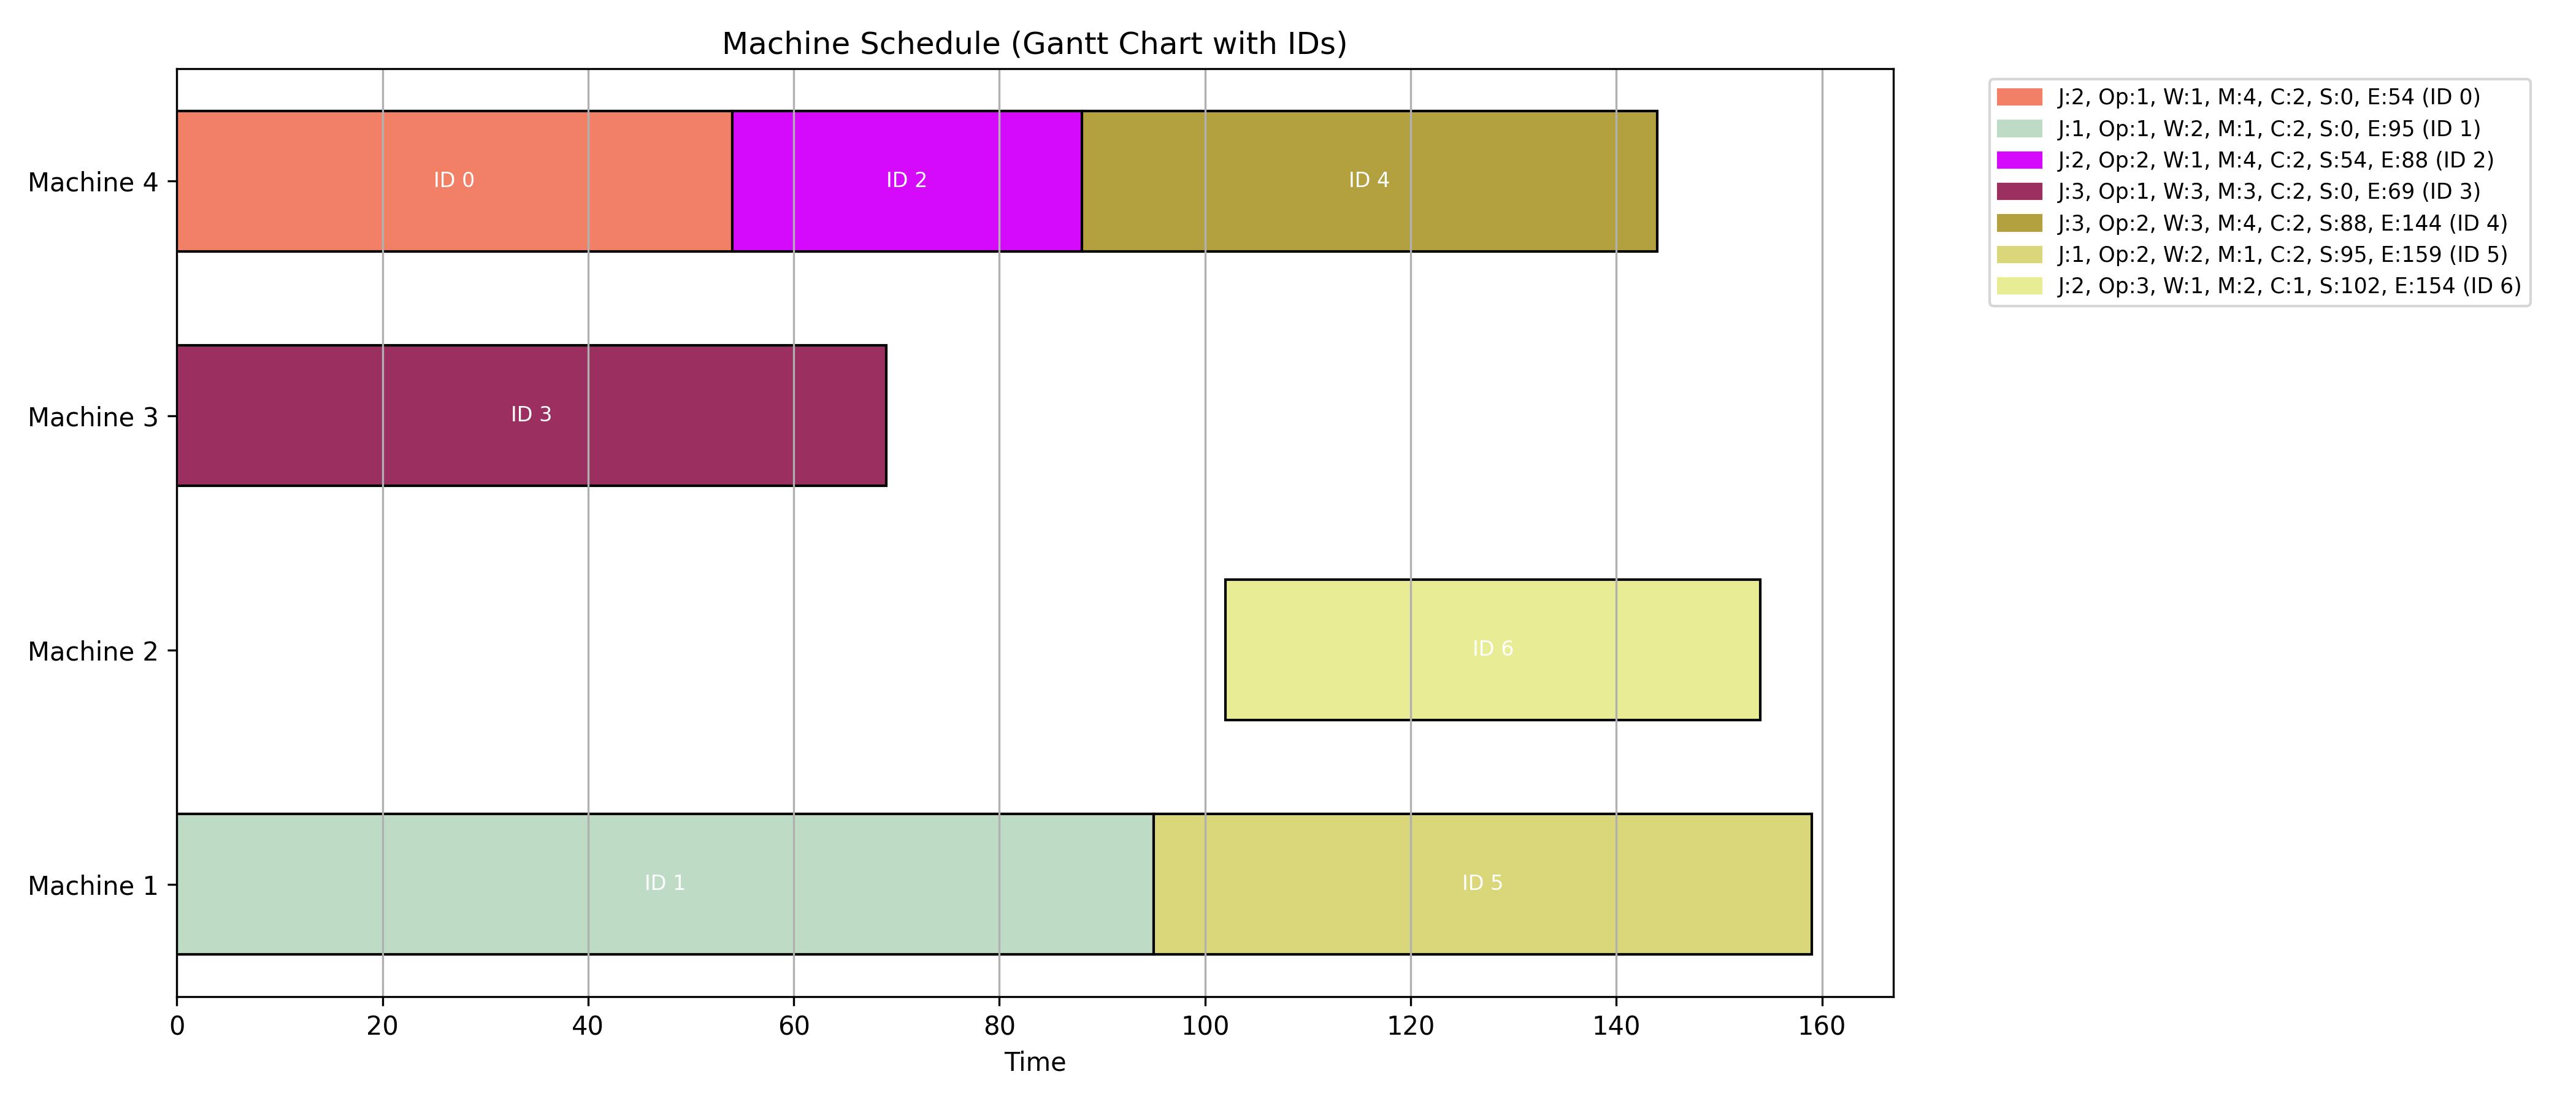 Machine Schedule (Gantt Chart with IDs)
Machine 4
Machine 3
Machine 2
Machine 1
ID 0
ID 2
ID 4
ID 3
ID 6
ID 1
ID 5
0 20 40 60 80 100 120 140 160
Time
J:2, Op:1, W:1, M:4, C:2, S:0, E:54 (ID 0)
J:1, Op:1, W:2, M:1, C:2, S:0, E:95 (ID 1)
J:2, Op:2, W:1, M:4, C:2, S:54, E:88 (ID 2)
J:3, Op:1, W:3, M:3, C:2, S:0, E:69 (ID 3)
J:3, Op:2, W:3, M:4, C:2, S:88, E:144 (ID 4)
J:1, Op:2, W:2, M:1, C:2, S:95, E:159 (ID 5)
J:2, Op:3, W:1, M:2, C:1, S:102, E:154 (ID 6)